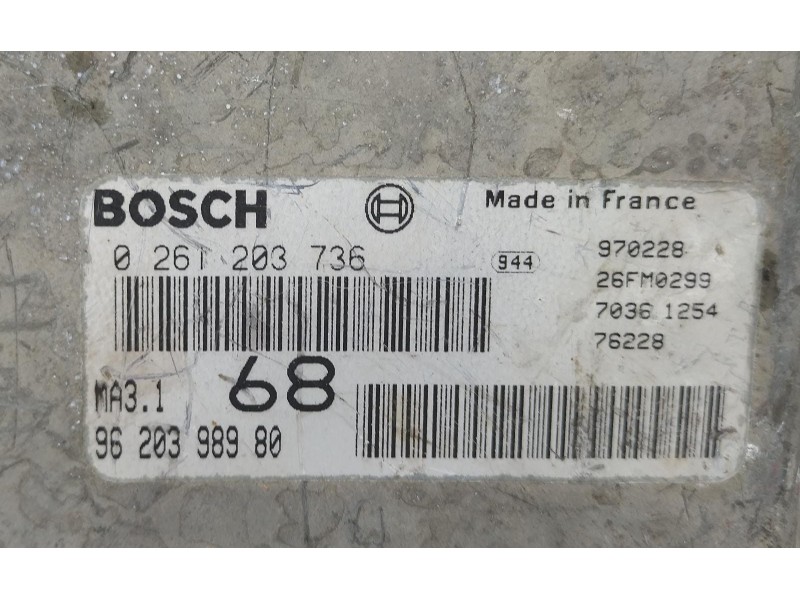 BOSCH
Made in France
0 261 203 736
944
970228
26FM0299
7036 1254
76228
MA3.1
68
96 203 989 80